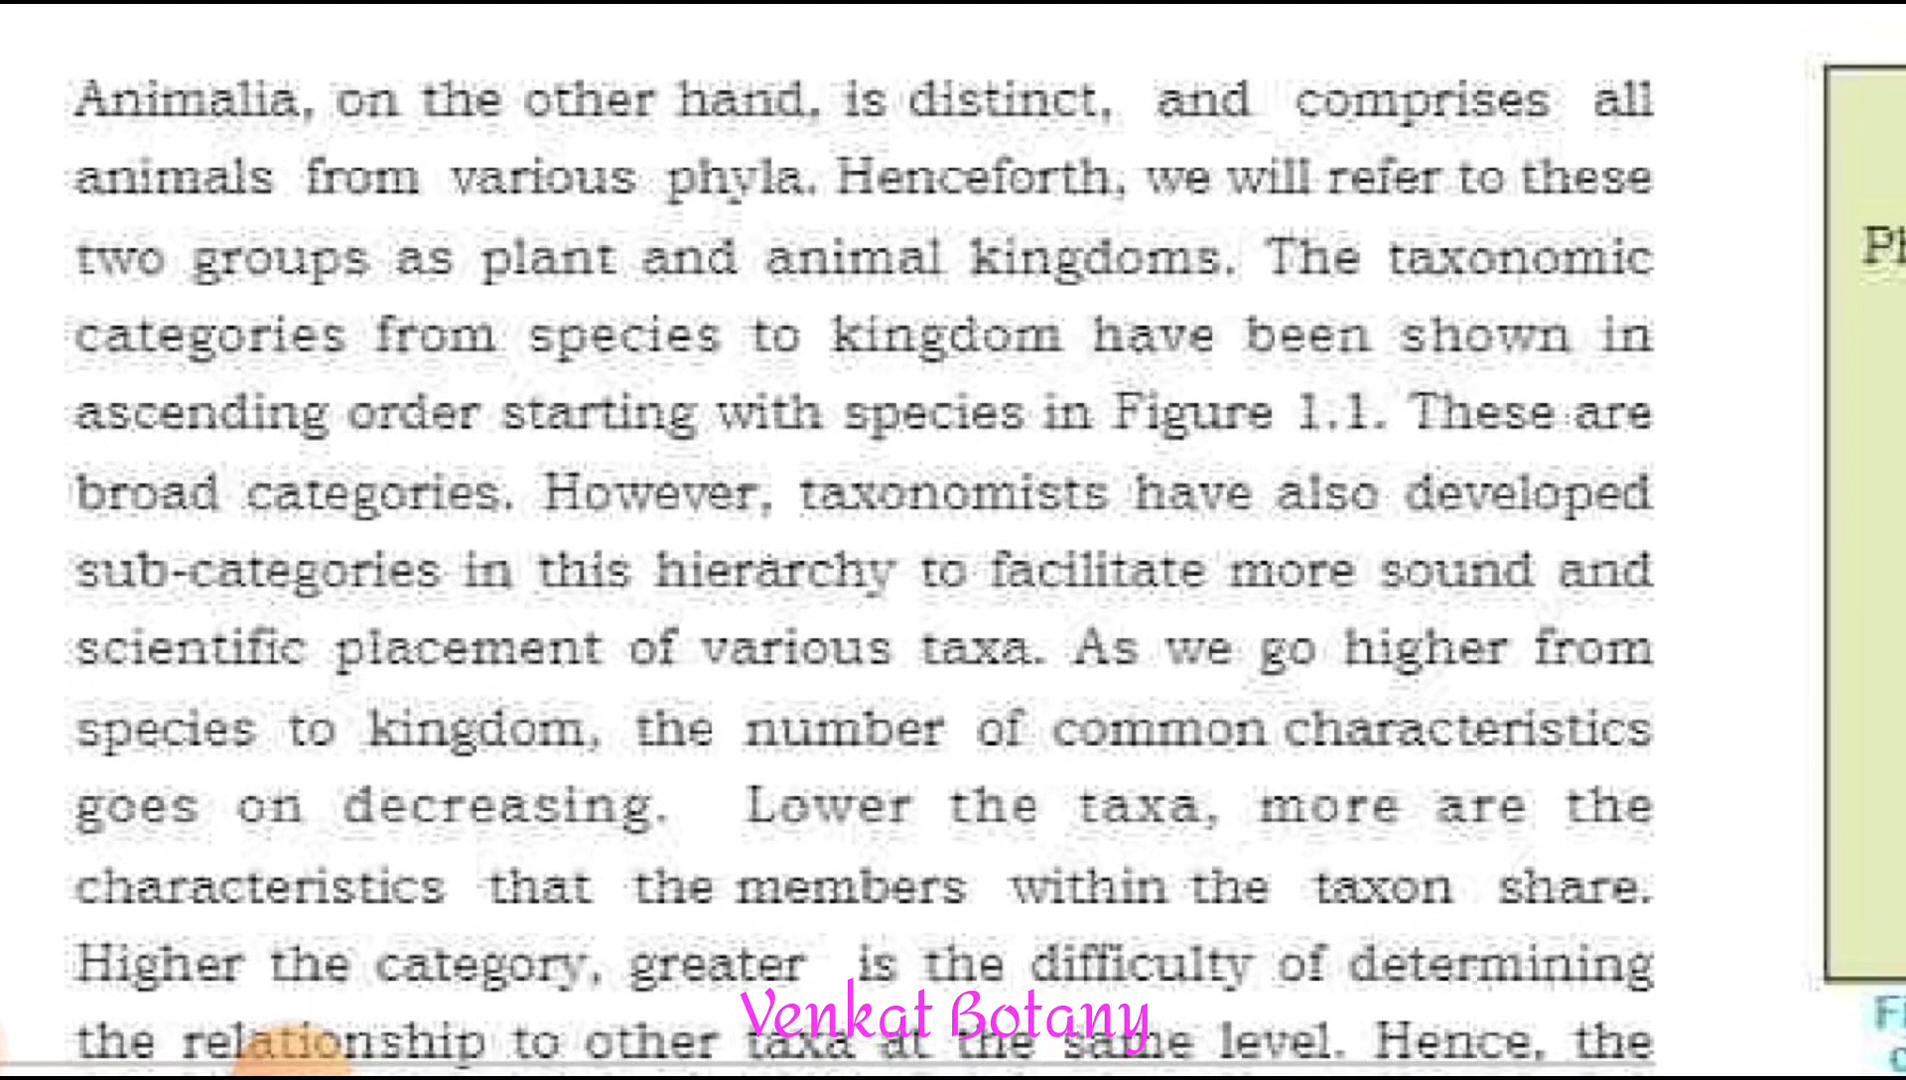 Animalia, on the other hand, is distinct, and comprises all
animals from various phyla. Henceforth, we will refer to these
two groups as plant and animal kingdoms. The taxonomic
Ph
categories from species to kingdom have been shown in
ascending order starting with species in Figure 1.1. These are
broad categories. However, taxonomists have also developed
sub-categories in this hierarchy to facilitate more sound and
scientific placement of various taxa. As we go higher from
species to kingdom, the number of common characteristics
goes on decreasing. Lower the taxa, more are the
characteristics that the members within the taxon share.
Higher the category, greater is the difficulty of determining
Venkat Botany
the relationship to other taxa at the same level. Hence, the